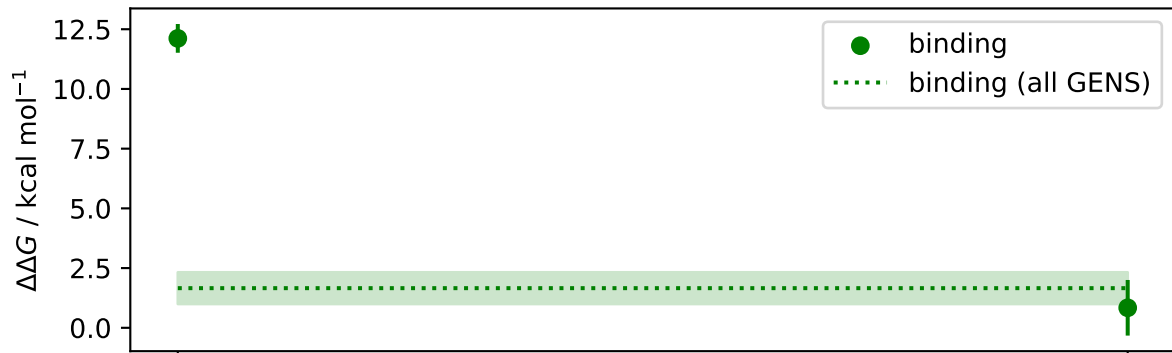 12.5
10.0
7.5
5.0
2.5
0.0
ΔΔG / kcal mol⁻¹
binding
binding (all GENS)